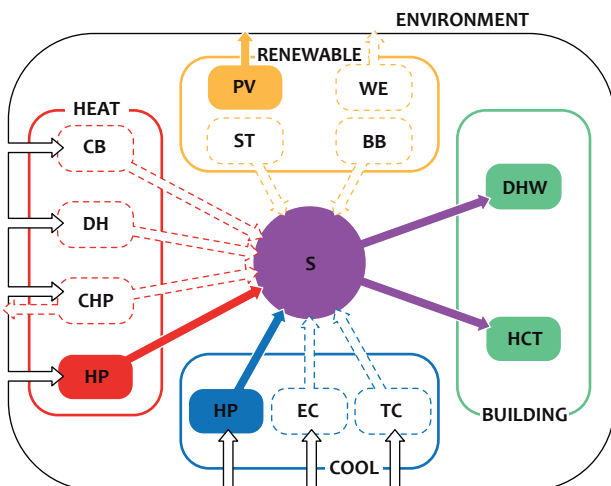 ENVIRONMENT
RENEWABLE
PV
WE
ST
BB
HEAT
CB
DH
CHP
HP
S
DHW
HCT
BUILDING
HP
EC
TC
COOL